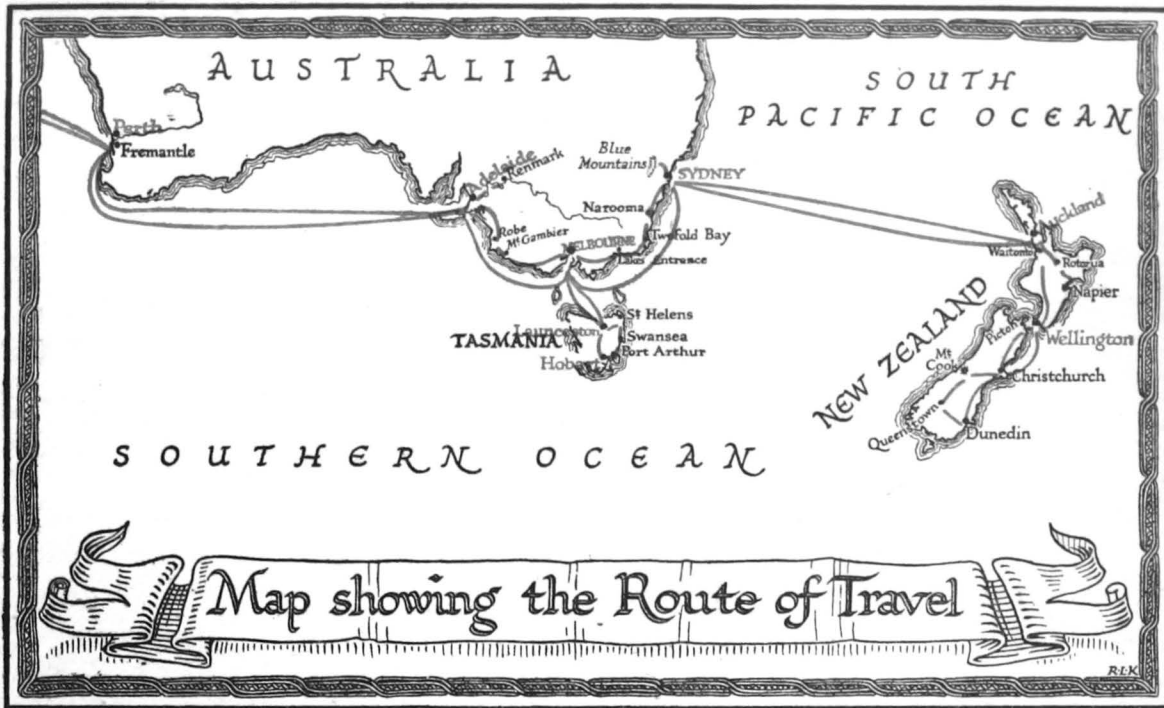 AUSTRALIA
SOUTH
PACIFIC OCEAN
Perth
Fremantle
Adelaide
Renmark
Blue
Mountains
SYDNEY
Narooma
Robe
Mt Gambier
MELBOURNE
Twofold Bay
Lakes Entrance
Auckland
Waitomo
Rotorua
Napier
NEW ZEALAND
Picton
Wellington
Mt
Cook
Christchurch
Queenstown
Dunedin
TASMANIA
Launceston
St Helens
Swansea
Port Arthur
Hobart
SOUTHERN OCEAN
Map showing the Route of Travel
R.L.K